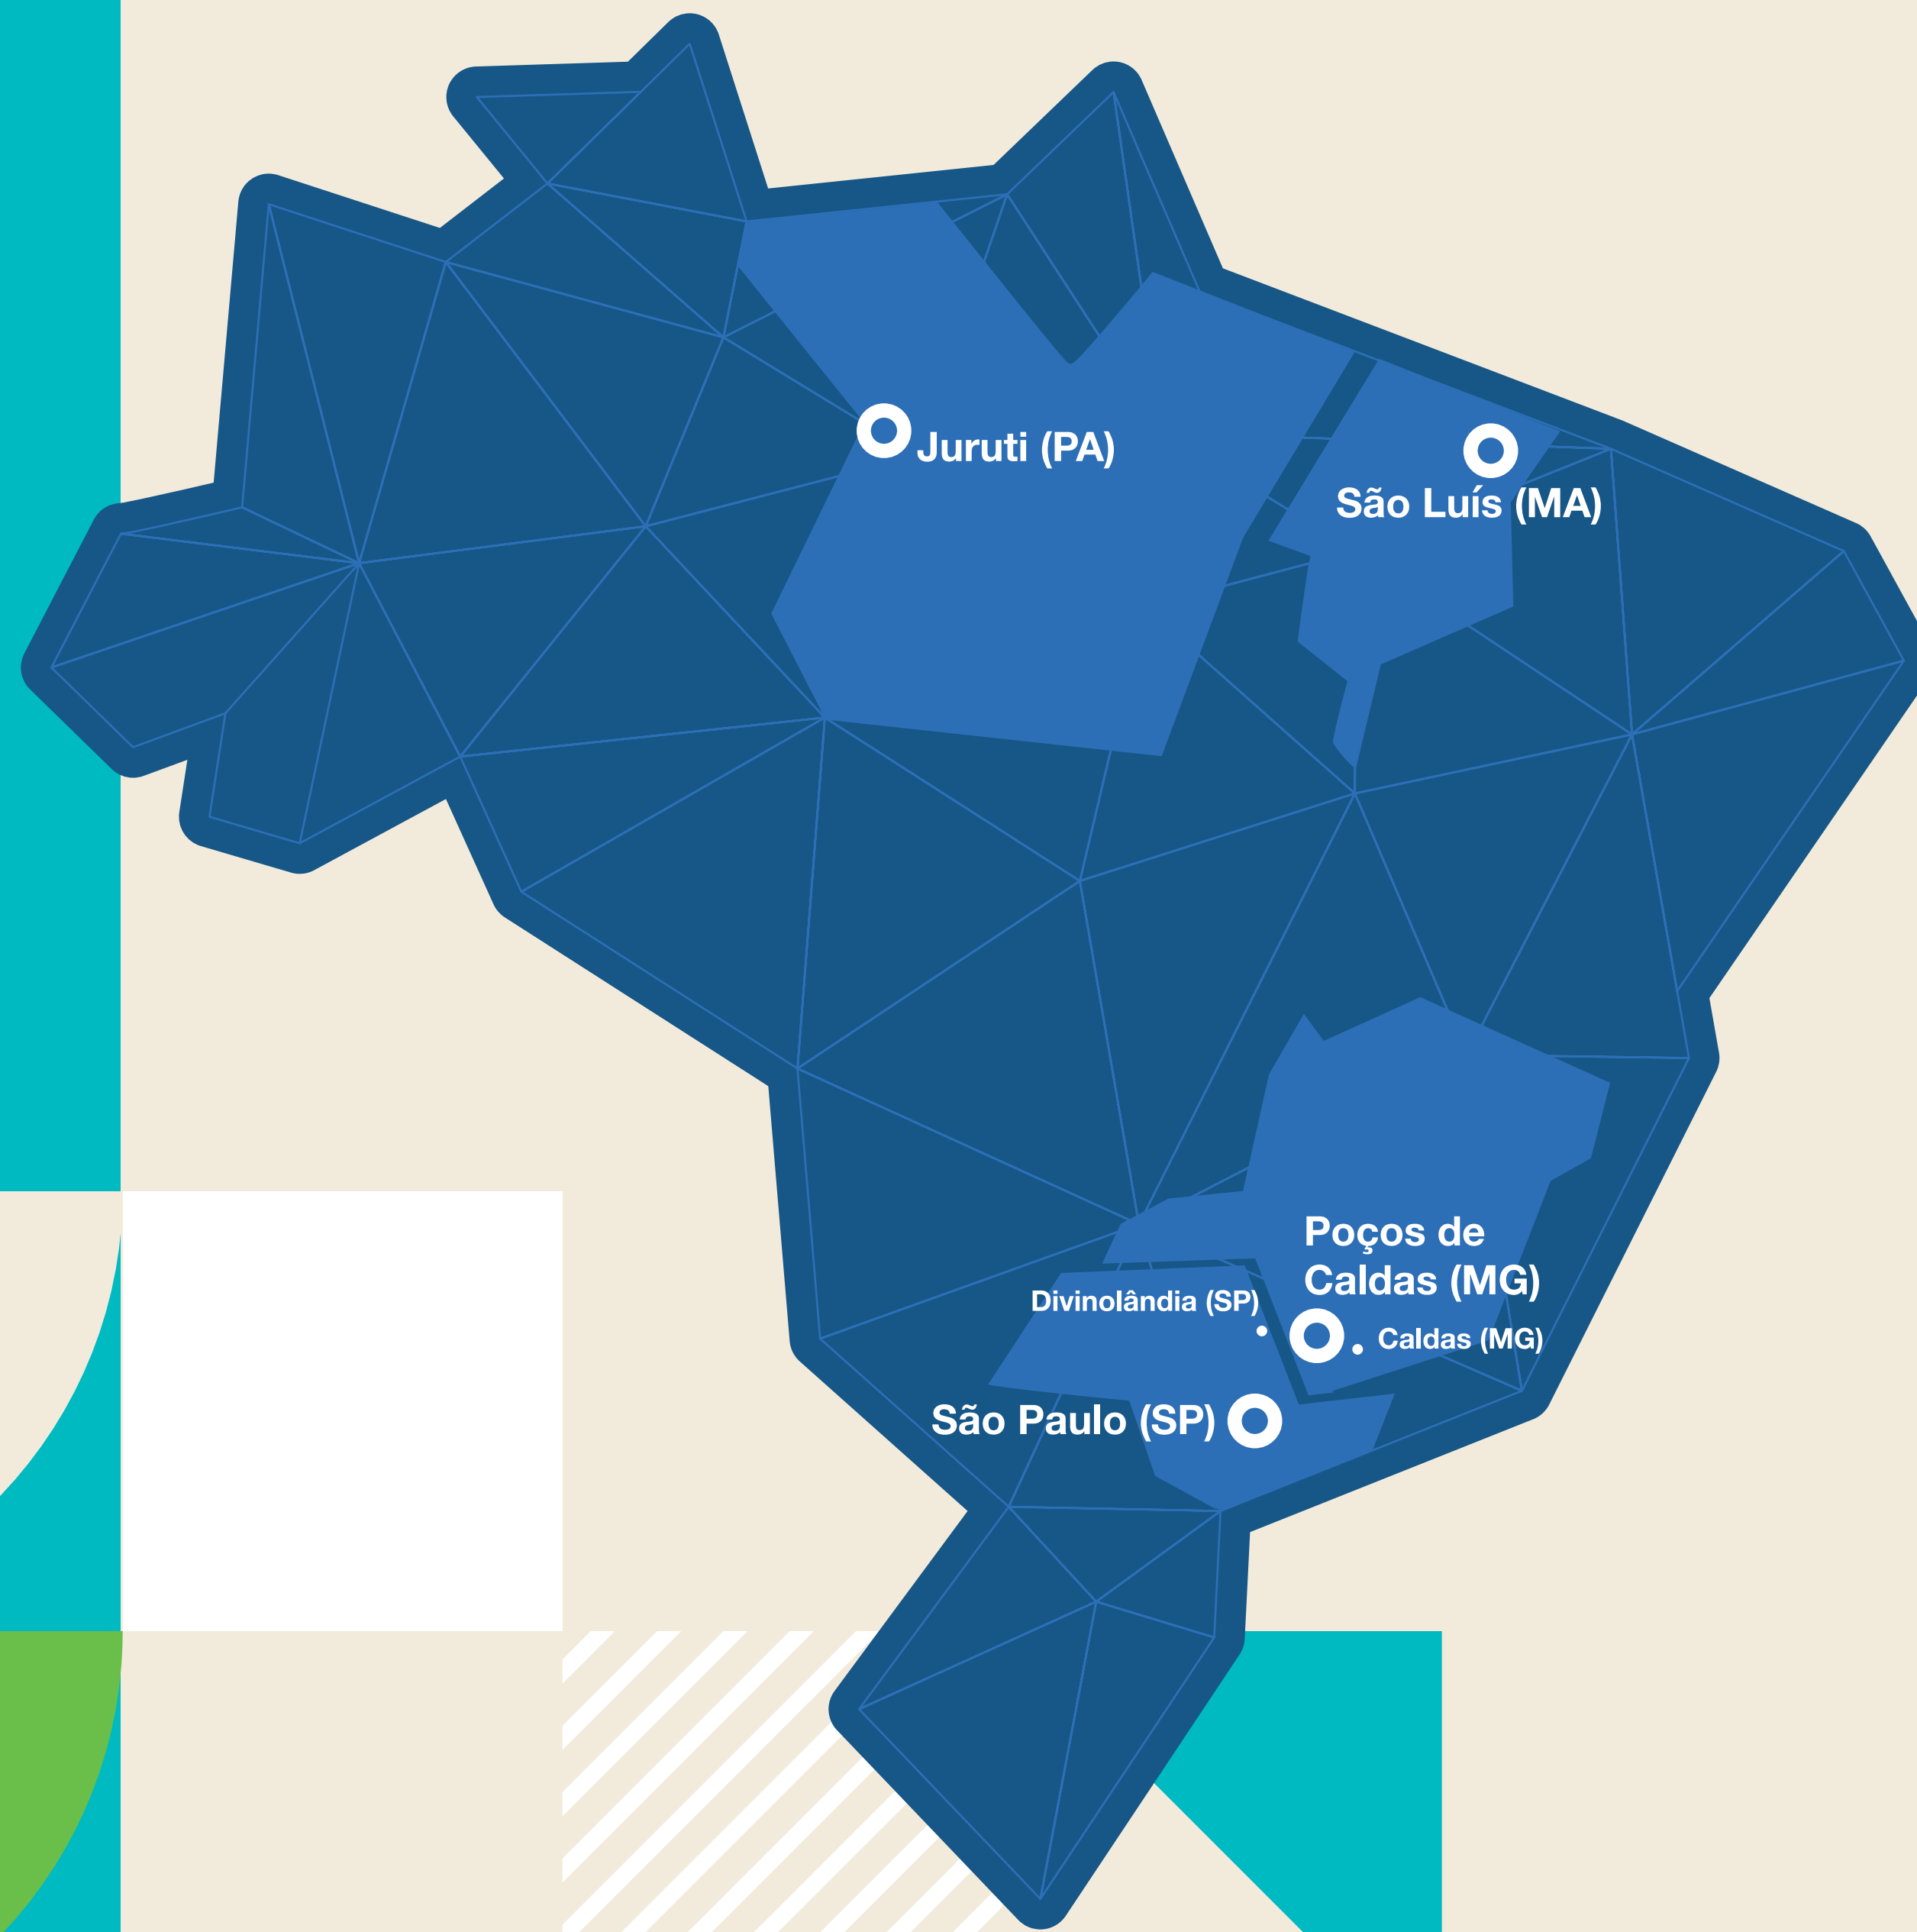 Juruti (PA)
São Luís (MA)
Poços de
Caldas (MG)
Divinolândia (SP)
Caldas (MG)
São Paulo (SP)